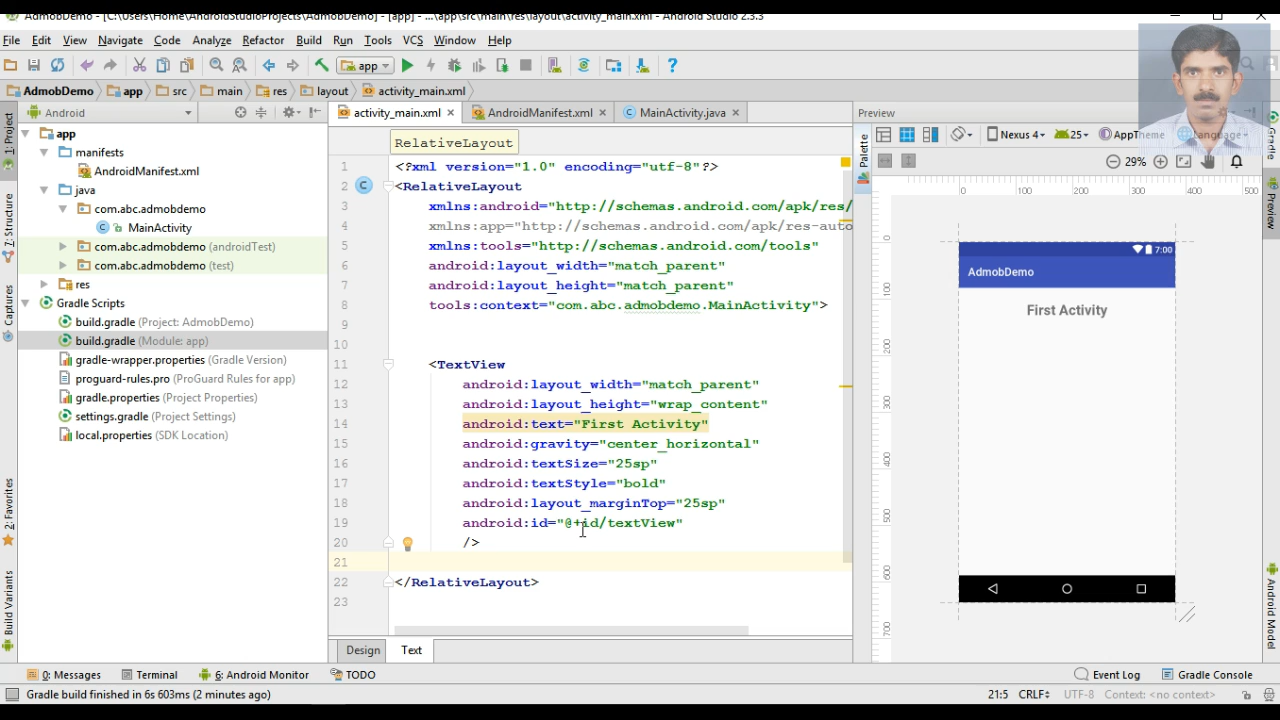 AdmobDemo - [C:\Users\Home\AndroidStudioProjects\AdmobDemo] - [app] - ...\app\src\main\res\layout\activity_main.xml - Android Studio 2.3.3
File Edit View Navigate Code Analyze Refactor Build Run Tools VCS Window Help
app
AdmobDemo app src main res layout activity_main.xml
Android
activity_main.xml AndroidManifest.xml MainActivity.java
Preview
1: Project
Z: Structure
Captures
2: Favorites
Build Variants
app
manifests
AndroidManifest.xml
java
com.abc.admobdemo
MainActivity
com.abc.admobdemo (androidTest)
com.abc.admobdemo (test)
res
Gradle Scripts
build.gradle (Project: AdmobDemo)
build.gradle (Module: app)
gradle-wrapper.properties (Gradle Version)
proguard-rules.pro (ProGuard Rules for app)
gradle.properties (Project Properties)
settings.gradle (Project Settings)
local.properties (SDK Location)
RelativeLayout
1 <?xml version="1.0" encoding="utf-8"?>
2 <RelativeLayout
3 xmlns:android="http://schemas.android.com/apk/res/
4 xmlns:app="http://schemas.android.com/apk/res-auto
5 xmlns:tools="http://schemas.android.com/tools"
6 android:layout_width="match_parent"
7 android:layout_height="match_parent"
8 tools:context="com.abc.admobdemo.MainActivity">
9
10
11 <TextView
12 android:layout_width="match_parent"
13 android:layout_height="wrap_content"
14 android:text="First Activity"
15 android:gravity="center_horizontal"
16 android:textSize="25sp"
17 android:textStyle="bold"
18 android:layout_marginTop="25sp"
19 android:id="@+id/textView"
20 />
21
22 </RelativeLayout>
23
Design Text
Palette
Nexus 4 25 AppTheme Language
29%
0 100 200 300 400 500
0
100
200
300
400
500
600
700
7:00
AdmobDemo
First Activity
Gradle
Preview
Android Model
0: Messages Terminal 6: Android Monitor TODO Event Log Gradle Console
Gradle build finished in 6s 603ms (2 minutes ago) 21:5 CRLF UTF-8 Context: <no context>